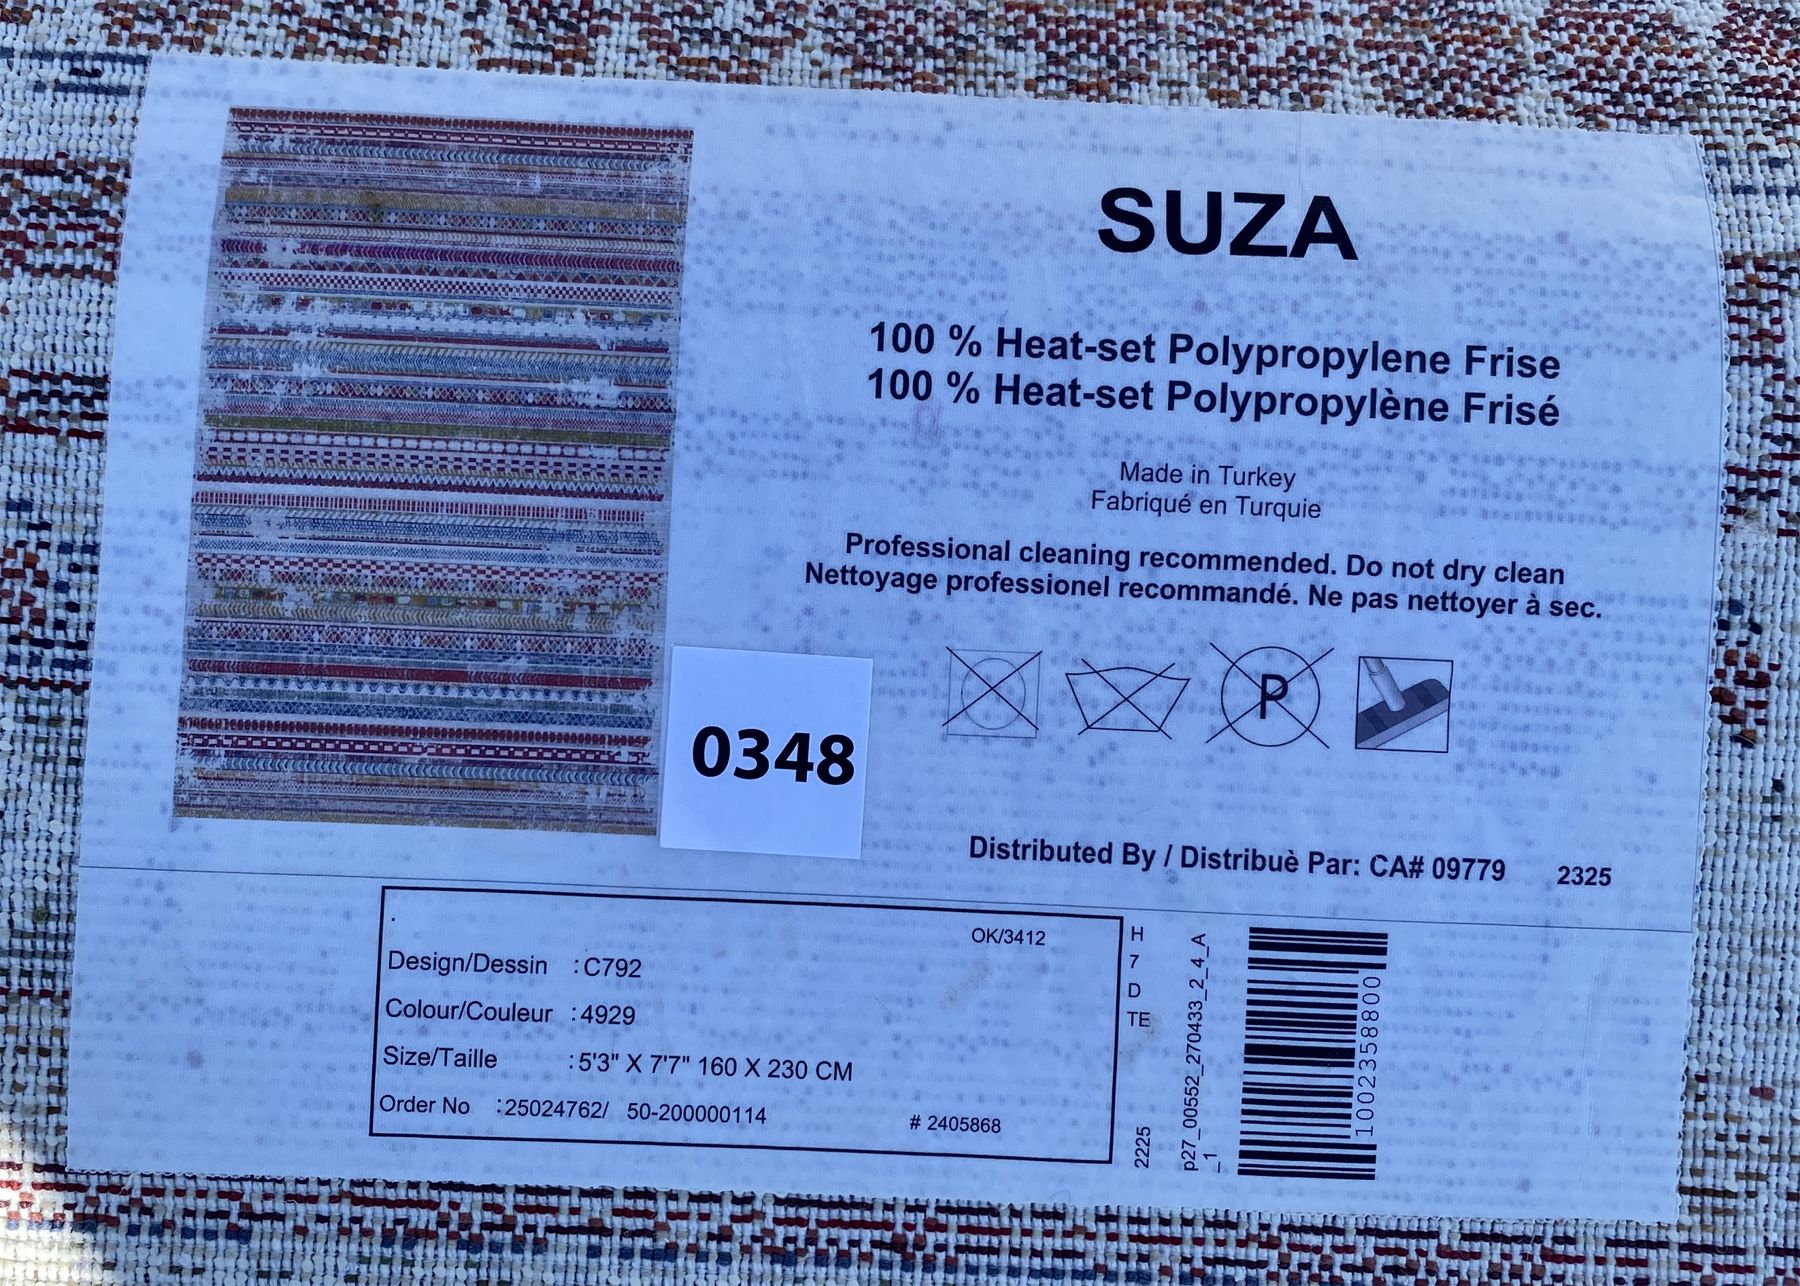 SUZA
100 % Heat-set Polypropylene Frise
100 % Heat-set Polypropylène Frisé
Made in Turkey
Fabriqué en Turquie
Professional cleaning recommended. Do not dry clean
Nettoyage professionel recommandé. Ne pas nettoyer à sec.
P
0348
Distributed By / Distribuè Par: CA# 09779 2325
.
OK/3412
Design/Dessin : C792
Colour/Couleur : 4929
Size/Taille : 5'3" X 7'7" 160 X 230 CM
Order No : 25024762/ 50-200000114
# 2405868
H
7
D
TE
2225
p27_00552_270433_2_4_A
_1
1002358800